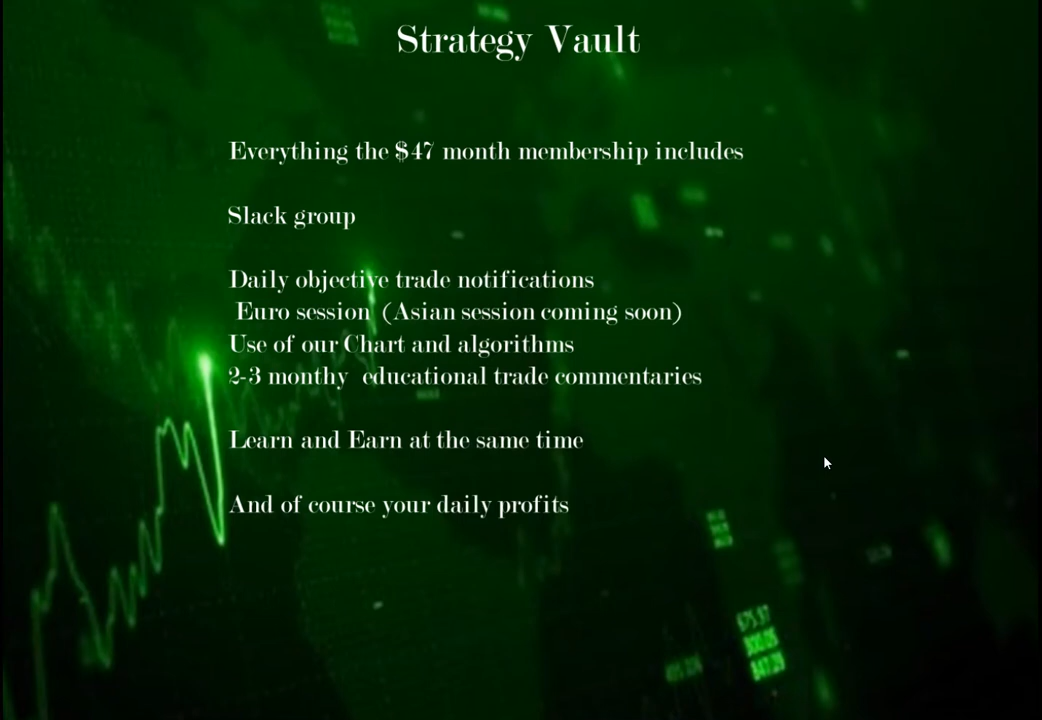 Strategy Vault
Everything the $47 month membership includes
Slack group
Daily objective trade notifications
Euro session (Asian session coming soon)
Use of our Chart and algorithms
2-3 monthy educational trade commentaries
Learn and Earn at the same time
And of course your daily profits